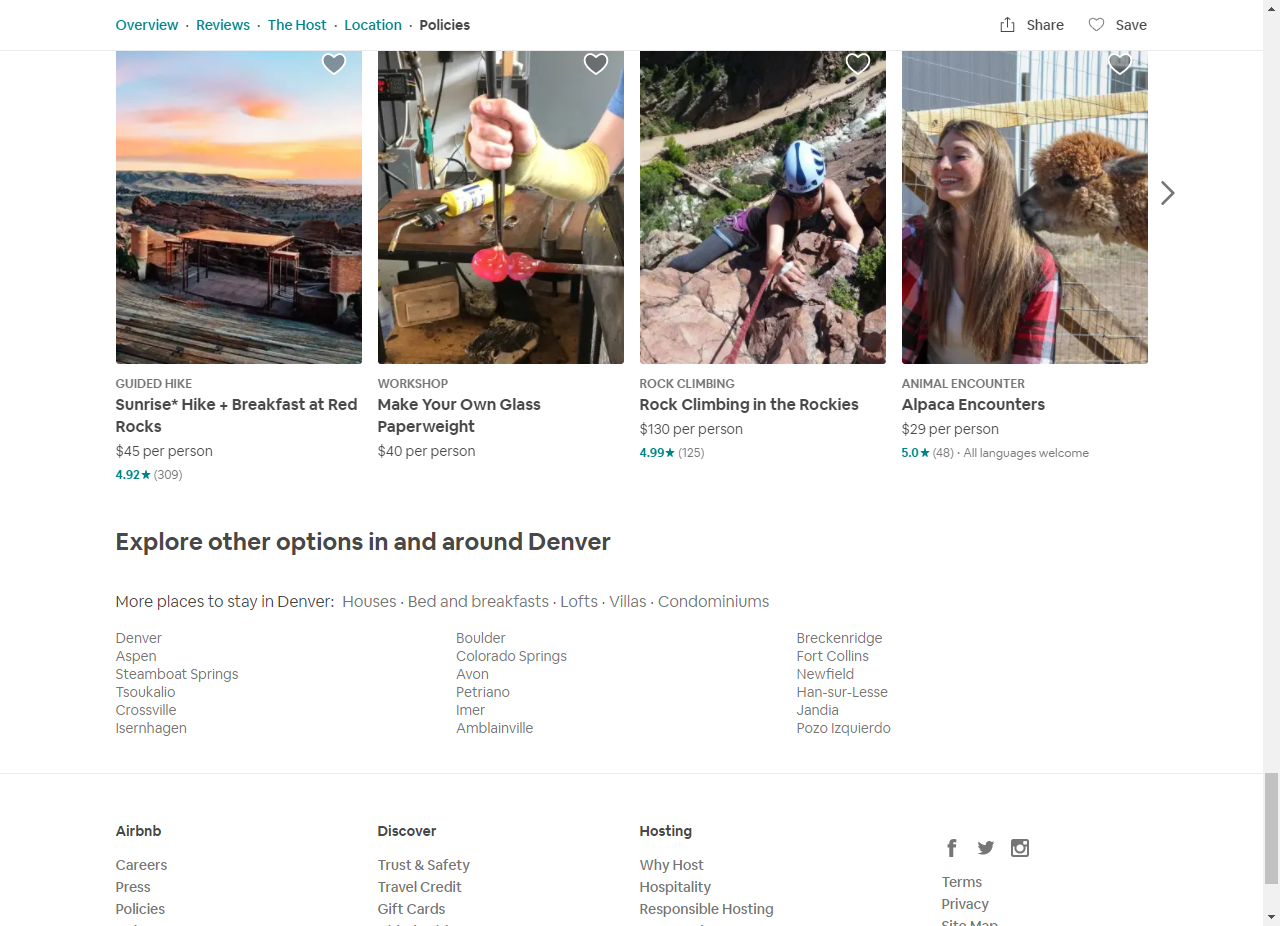 Overview · Reviews · The Host · Location · Policies
Share
Save
GUIDED HIKE
Sunrise* Hike + Breakfast at Red
Rocks
$45 per person
4.92★ (309)
WORKSHOP
Make Your Own Glass
Paperweight
$40 per person
ROCK CLIMBING
Rock Climbing in the Rockies
$130 per person
4.99★ (125)
ANIMAL ENCOUNTER
Alpaca Encounters
$29 per person
5.0★ (48) · All languages welcome
Explore other options in and around Denver
More places to stay in Denver: Houses · Bed and breakfasts · Lofts · Villas · Condominiums
Denver
Aspen
Steamboat Springs
Tsoukalio
Crossville
Isernhagen
Boulder
Colorado Springs
Avon
Petriano
Imer
Amblainville
Breckenridge
Fort Collins
Newfield
Han-sur-Lesse
Jandia
Pozo Izquierdo
Airbnb
Careers
Press
Policies
Discover
Trust & Safety
Travel Credit
Gift Cards
Hosting
Why Host
Hospitality
Responsible Hosting
Terms
Privacy
Site Map